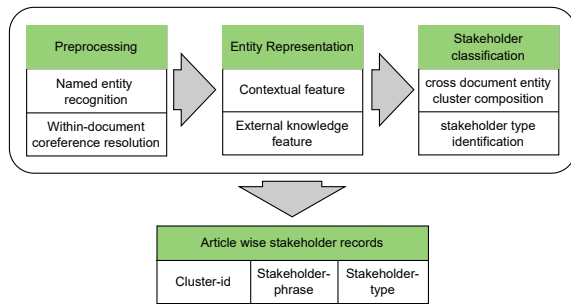 Preprocessing
Named entity
recognition
Within-document
coreference resolution
Entity Representation
Contextual feature
External knowledge
feature
Stakeholder
classification
cross document entity
cluster composition
stakeholder type
identification
Article wise stakeholder records
Cluster-id
Stakeholder-
phrase
Stakeholder-
type